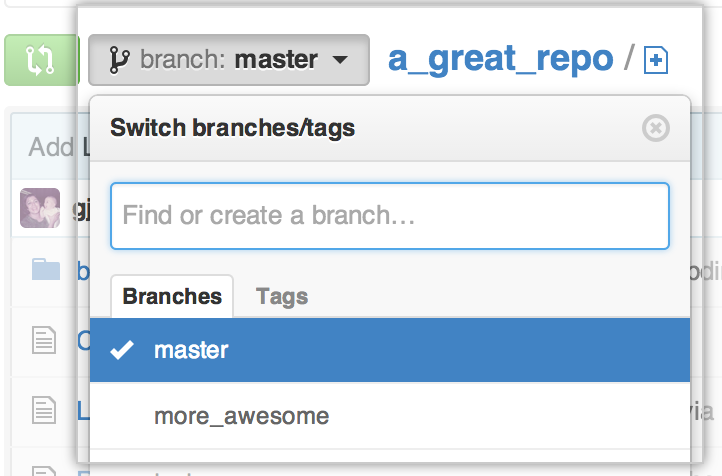 branch: master
a_great_repo /
Add
Switch branches/tags
Find or create a branch…
Branches
Tags
master
more_awesome